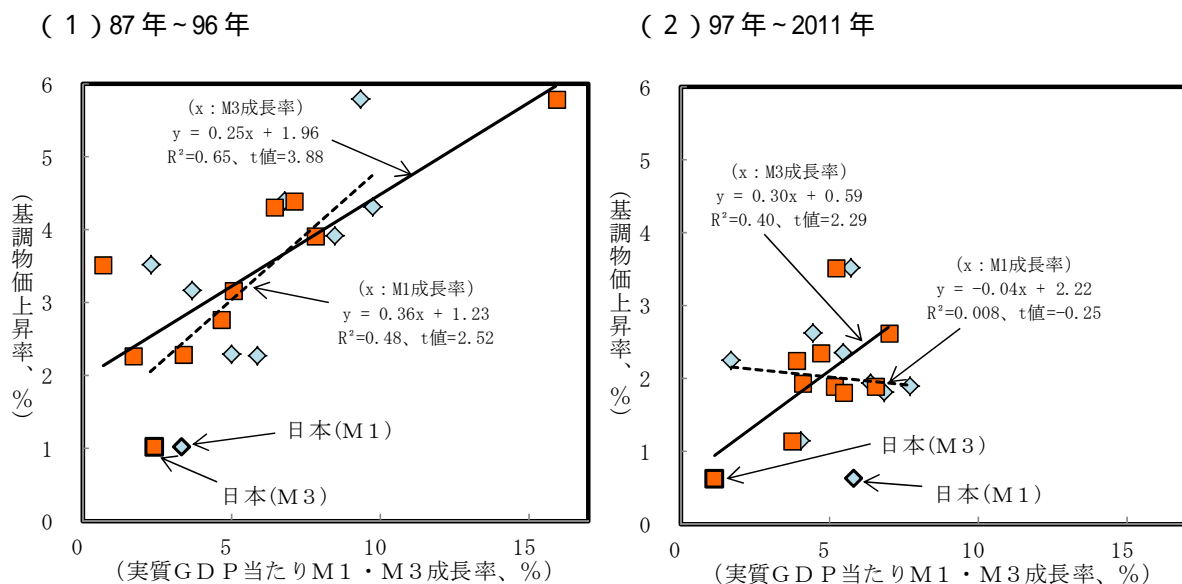 (１)87年～96年
(２)97年～2011年
6
5
4
3
2
1
0
(基調物価上昇率、%)
(x：M3成長率)
y = 0.25x + 1.96
R²=0.65、t値=3.88
(x：M1成長率)
y = 0.36x + 1.23
R²=0.48、t値=2.52
日本(Ｍ１)
日本(Ｍ３)
0 5 10 15
(実質ＧＤＰ当たりＭ１・Ｍ３成長率、%)
6
5
4
3
2
1
0
(基調物価上昇率、%)
(x：M3成長率)
y = 0.30x + 0.59
R²=0.40、t値=2.29
(x：M1成長率)
y = -0.04x + 2.22
R²=0.008、t値=-0.25
日本(Ｍ３)
日本(Ｍ１)
0 5 10 15
(実質ＧＤＰ当たりＭ１・Ｍ３成長率、%)